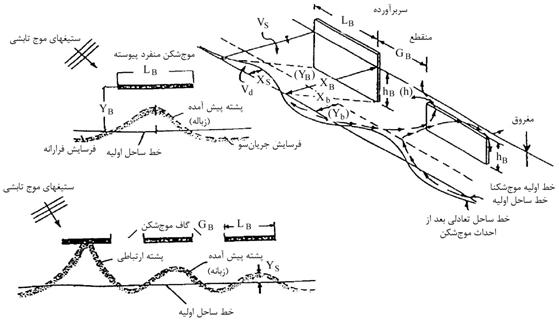 ستیغهای موج تابشی
موج‌شکن منفرد پیوسته
L_B
Y_B
پشته پیش آمده
(زبانه)
فرسایش فرارانه
خط ساحل اولیه
فرسایش جریان‌سو
سربرآورده
L_B
منقطع
G_B
V_S
V_d
X_S
(Y_B)
X_B
X_b
(Y_b)
h_B
(h)
مغروق
h_B
خط اولیه موج‌شکنا
خط ساحل اولیه
خط ساحل تعادلی بعد از
احداث موج‌شکن
ستیغهای موج تابشی
گاف موج‌شکن
G_B
L_B
پشته ارتباطی
پشته پیش آمده
(زبانه)
Y_S
خط ساحل اولیه